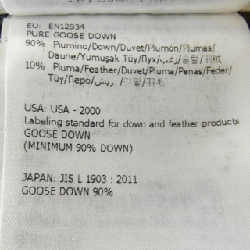 EU: EN12934
PURE GOOSE DOWN
90% Piumino/Down/Duvet/Plumón/Plumas/
Daune/Yumuşak Tüy/Пух/
10% Piuma/Feather/Duvet/Pluma/Penas/Feder/
Tüy/Перо/
USA: USA - 2000
Labeling standard for down and feather products
GOOSE DOWN
(MINIMUM 90% DOWN)
JAPAN: JIS L 1903 : 2011
GOOSE DOWN 90%